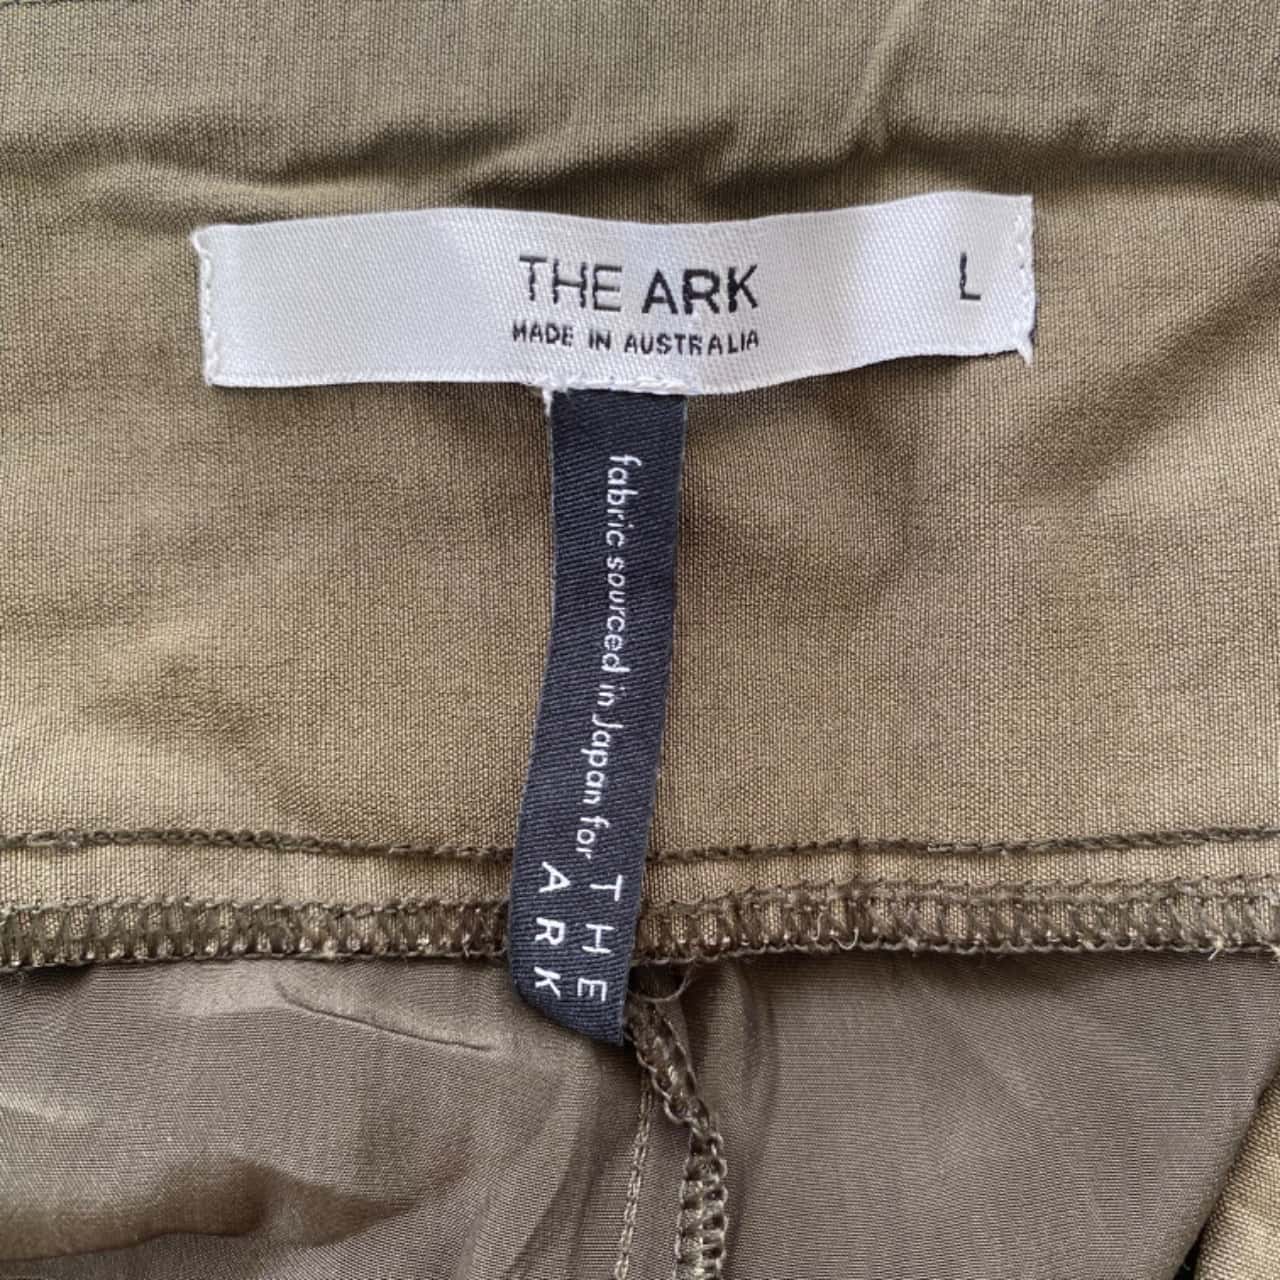 THE ARK
MADE IN AUSTRALIA
L
fabric sourced in Japan for
THE
ARK